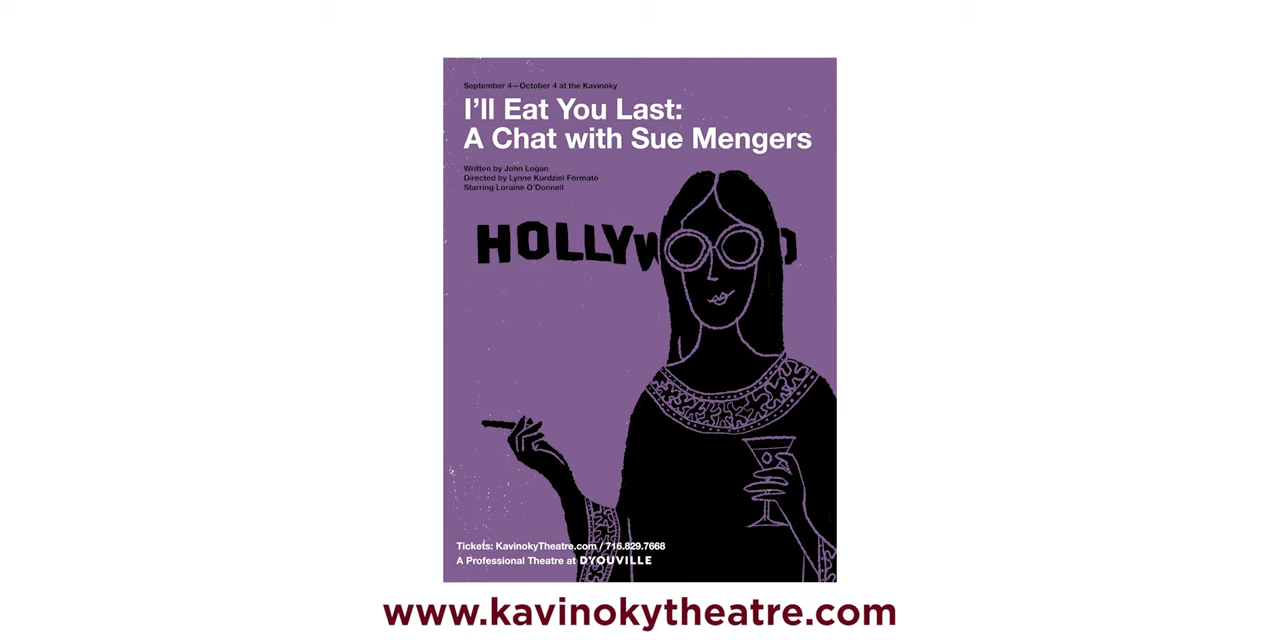 September 4—October 4 at the Kavinoky
I'll Eat You Last:
A Chat with Sue Mengers
Written by John Logan
Directed by Lynne Kurdziel Formato
Starring Loraine O'Donnell
HOLLYW D
Tickets: KavinokyTheatre.com / 716.829.7668
A Professional Theatre at D'YOUVILLE
www.kavinokytheatre.com